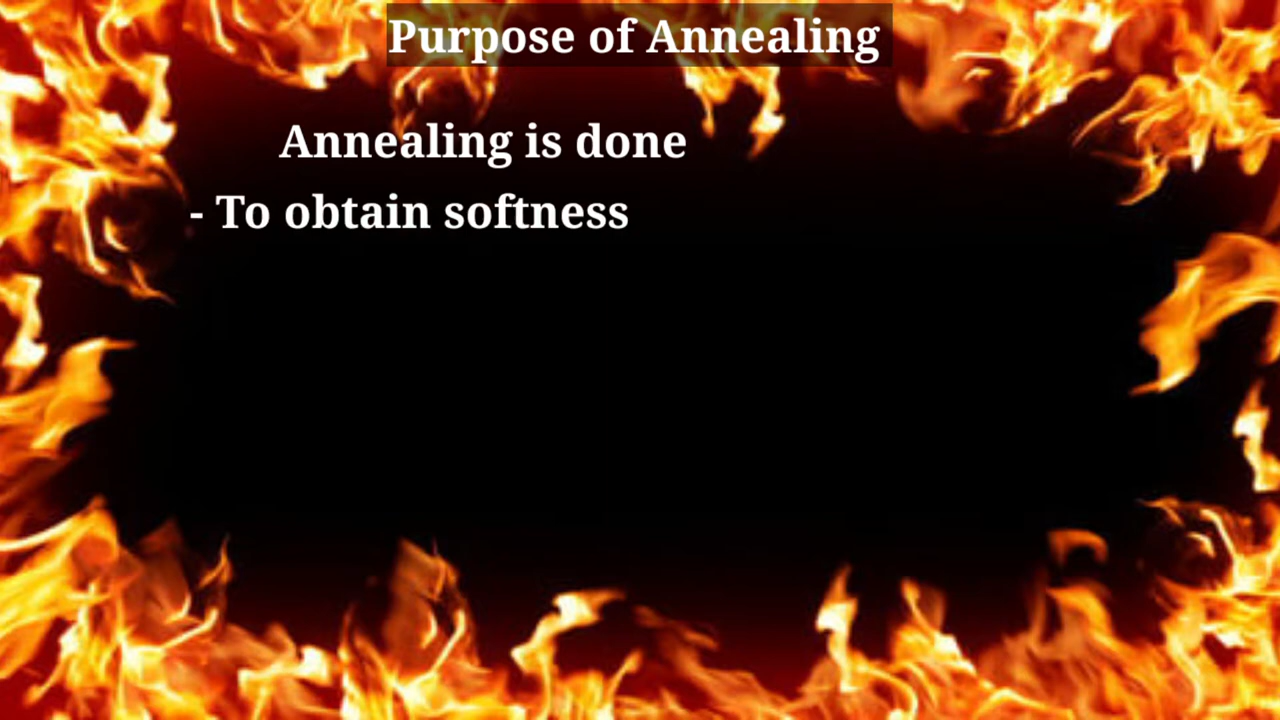 Purpose of Annealing
Annealing is done
- To obtain softness